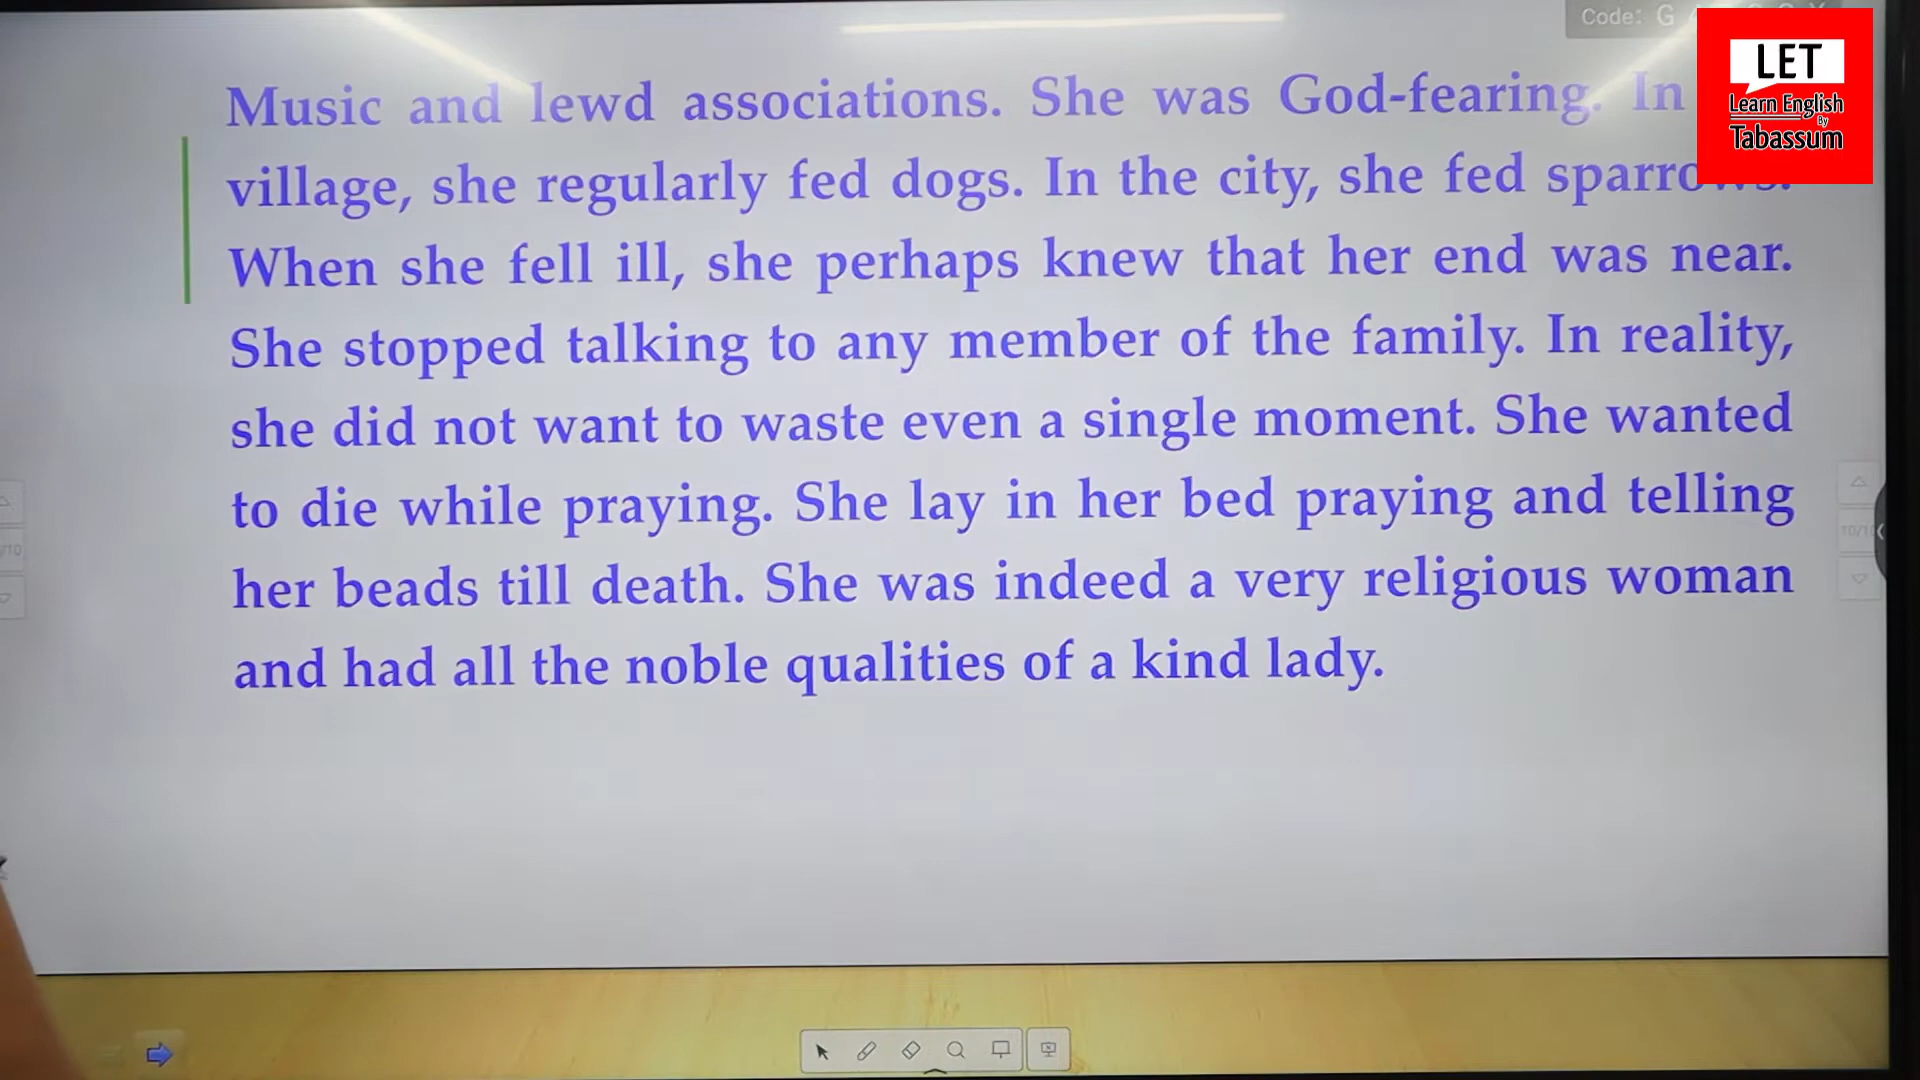 Code: G
LET
Learn English
By
Tabassum
Music and lewd associations. She was God-fearing. In
village, she regularly fed dogs. In the city, she fed sparrows.
When she fell ill, she perhaps knew that her end was near.
She stopped talking to any member of the family. In reality,
she did not want to waste even a single moment. She wanted
to die while praying. She lay in her bed praying and telling
her beads till death. She was indeed a very religious woman
and had all the noble qualities of a kind lady.